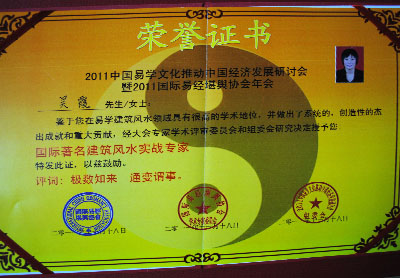 荣誉证书
2011中国易学文化推动中国经济发展研讨会
暨2011国际易经堪舆协会年会
吴霞 先生/女士:
鉴于您在易学建筑风水领域具有很高的学术地位,并做出了系统的、创造性的杰
出成就和重大贡献,经大会专家学术评审委员会和组委会研究决定授予您
国际著名建筑风水实战专家
特发此证,以兹鼓励。
评词:极数知来 通变谓事。